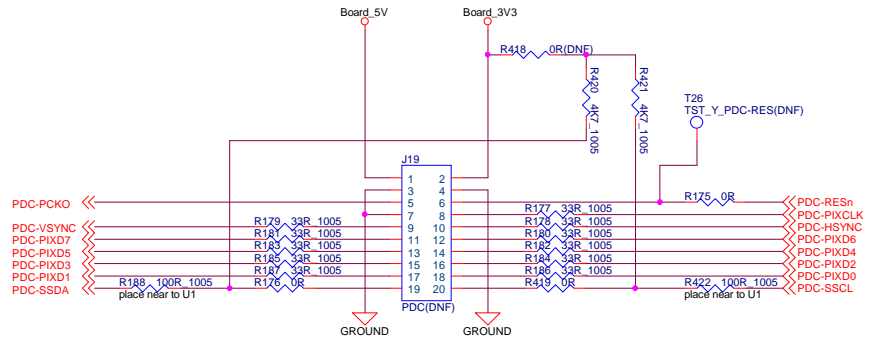 Board_5V
Board_3V3
R418 0R(DNF)
R420 4K7_1005
R421 4K7_1005
T26
TST_Y_PDC-RES(DNF)
J19
1 2
3 4
PDC-PCKO 5 6 R175 0R PDC-RESn
7 8 R177 33R_1005 PDC-PIXCLK
PDC-VSYNC R179 33R_1005 9 10 R178 33R_1005 PDC-HSYNC
PDC-PIXD7 R181 33R_1005 11 12 R180 33R_1005 PDC-PIXD6
PDC-PIXD5 R183 33R_1005 13 14 R182 33R_1005 PDC-PIXD4
PDC-PIXD3 R185 33R_1005 15 16 R184 33R_1005 PDC-PIXD2
PDC-PIXD1 R187 33R_1005 17 18 R186 33R_1005 PDC-PIXD0
PDC-SSDA R188 100R_1005 R176 0R 19 20 R419 0R R422 100R_1005 PDC-SSCL
place near to U1
place near to U1
PDC(DNF)
GROUND
GROUND